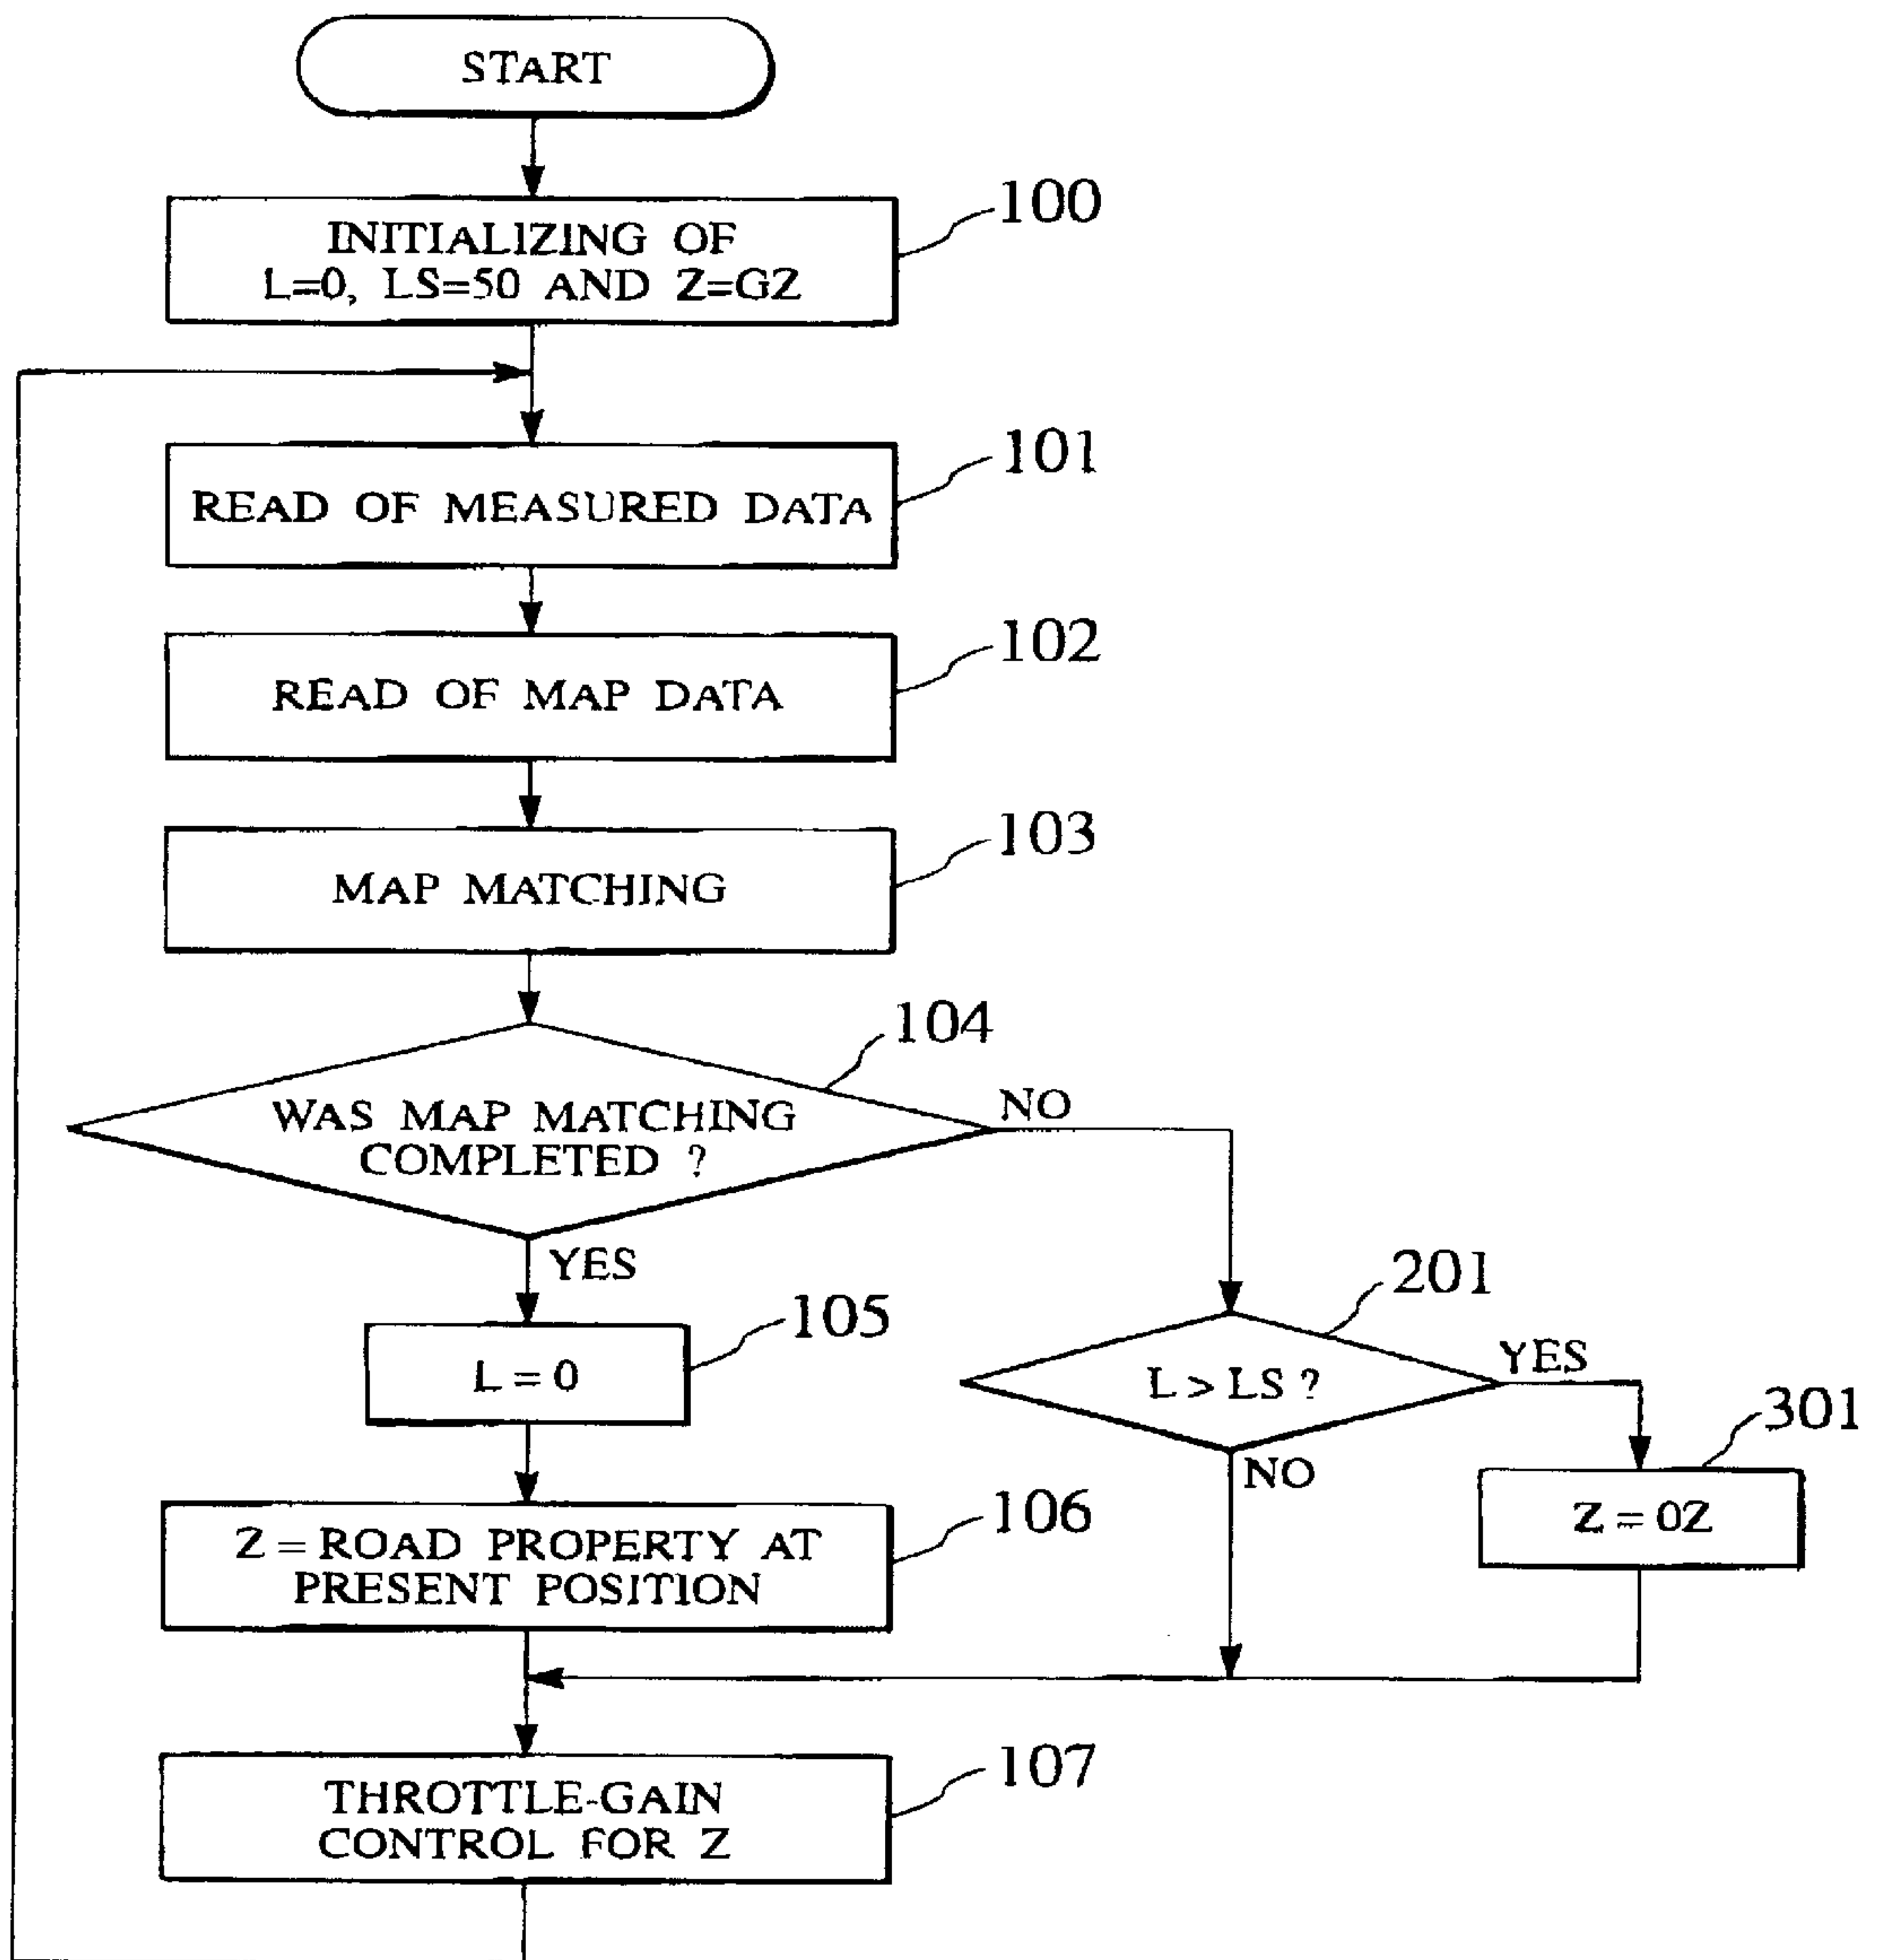 START
INITIALIZING OF
L=0, LS=50 AND Z=GZ
100
READ OF MEASURED DATA
101
READ OF MAP DATA
102
MAP MATCHING
103
104
WAS MAP MATCHING
COMPLETED ?
NO
YES
L = 0
105
201
L > LS ?
YES
NO
301
Z = 0Z
Z = ROAD PROPERTY AT
PRESENT POSITION
106
THROTTLE-GAIN
CONTROL FOR Z
107